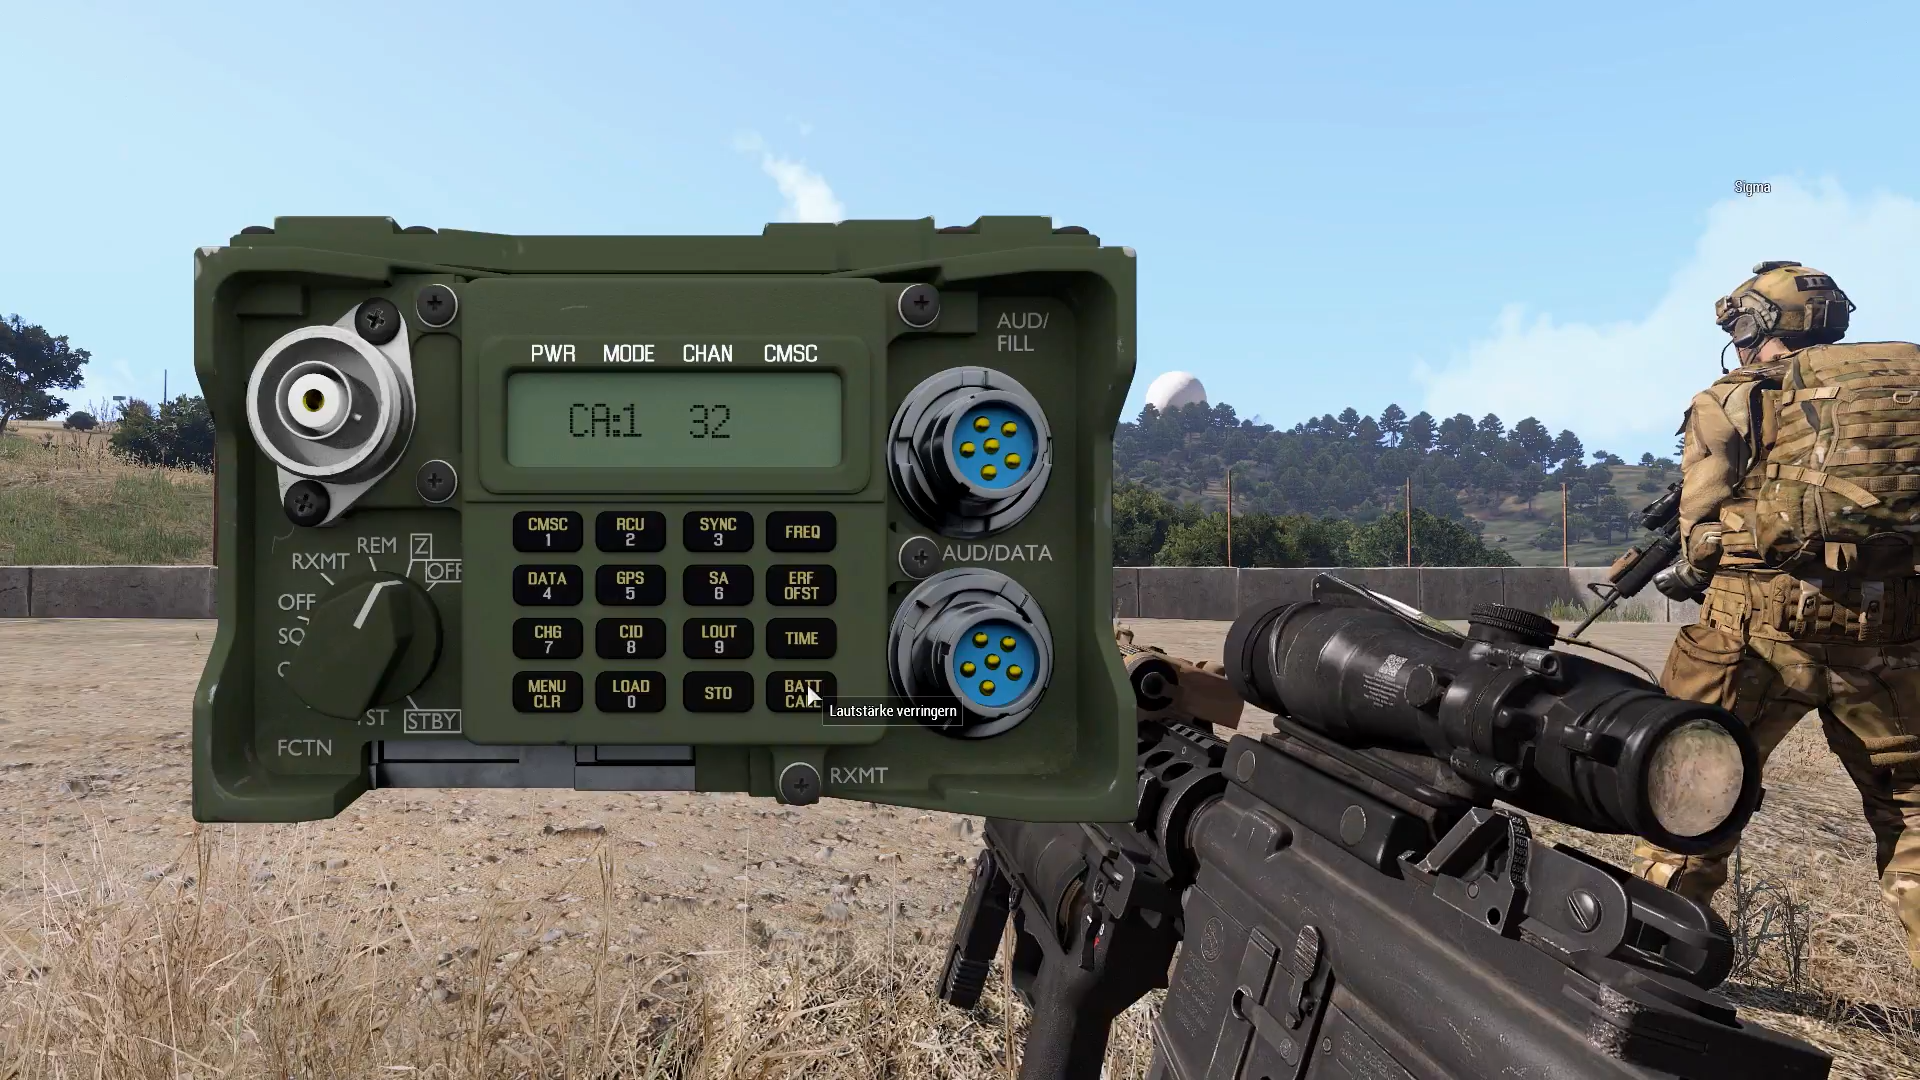 Sigma
AUD/
FILL
PWR MODE CHAN CMSC
CA:1 32
CMSC
1
RCU
2
SYNC
3
FREQ
AUD/DATA
RXMT
REM
Z
OFF
DATA
4
GPS
5
SA
6
ERF
OFST
OFF
CHG
7
CID
8
LOUT
9
TIME
MENU
CLR
LOAD
0
STO
BATT
Lautstärke verringern
STBY
FCTN
RXMT